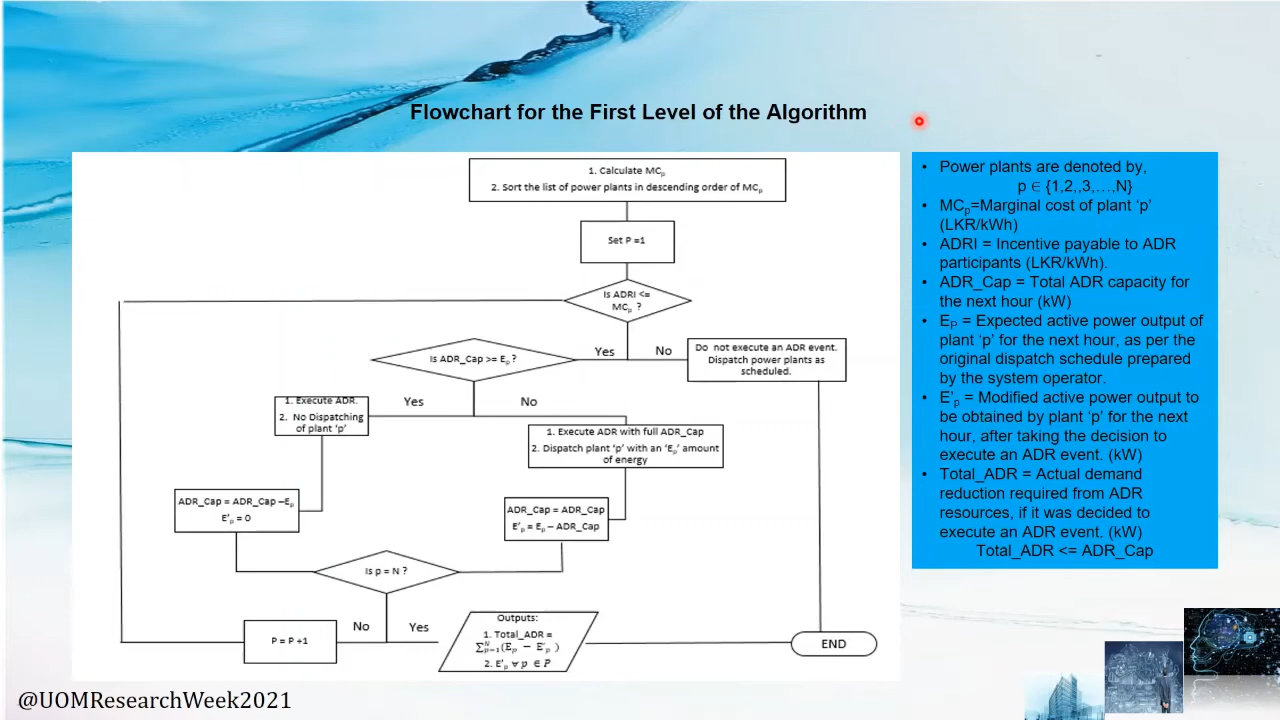 Flowchart for the First Level of the Algorithm
1. Calculate MCp
2. Sort the list of power plants in descending order of MCp
Set P =1
Is ADRI <=
MCp ?
Yes
No
Do not execute an ADR event.
Dispatch power plants as
scheduled.
Is ADR_Cap >= Ep ?
Yes
No
1. Execute ADR.
2. No Dispatching
of plant ‘p’
1. Execute ADR with full ADR_Cap
2. Dispatch plant ‘p’ with an ‘Ep’ amount
of energy
ADR_Cap = ADR_Cap –Ep
E’p = 0
ADR_Cap = ADR_Cap
E’p = Ep – ADR_Cap
Is p = N ?
No
Yes
P = P +1
Outputs:
1. Total_ADR =
∑ᴺp=1(Ep − E′p )
2. E’p ∀ p ∈ P
END
• Power plants are denoted by,
p ∈ {1,2,,3,…,N}
• MCp=Marginal cost of plant ‘p’
(LKR/kWh)
• ADRI = Incentive payable to ADR
participants (LKR/kWh).
• ADR_Cap = Total ADR capacity for
the next hour (kW)
• EP = Expected active power output of
plant ‘p’ for the next hour, as per the
original dispatch schedule prepared
by the system operator.
• E’p = Modified active power output to
be obtained by plant ‘p’ for the next
hour, after taking the decision to
execute an ADR event. (kW)
• Total_ADR = Actual demand
reduction required from ADR
resources, if it was decided to
execute an ADR event. (kW)
Total_ADR <= ADR_Cap
@UOMResearchWeek2021